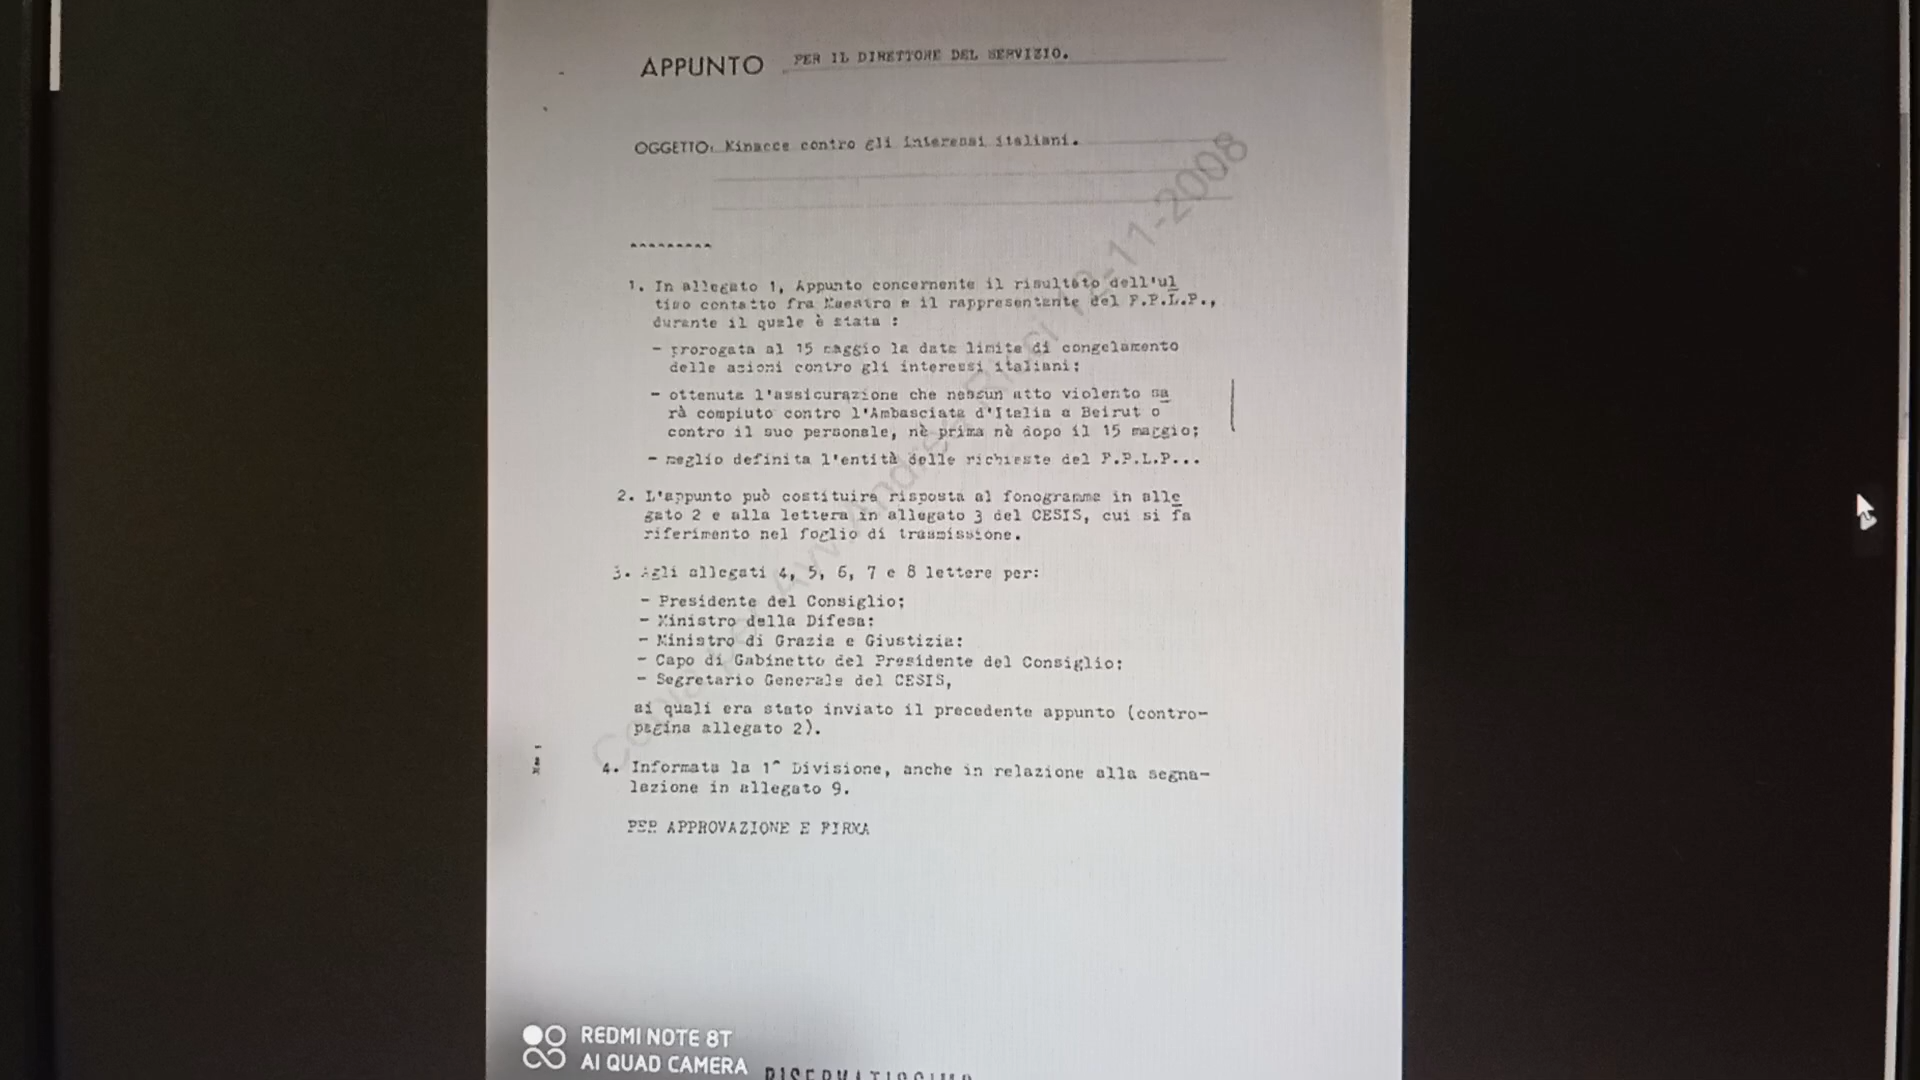 APPUNTO PER IL DIRETTORE DEL SERVIZIO.
OGGETTO: Minacce contro gli interessi italiani.
1. In allegato 1, Appunto concernente il risultato dell'ul
timo contatto fra Maestro e il rappresentante del F.P.L.P.,
durante il quale è stata :
- prorogata al 15 maggio la data limite di congelamento
delle azioni contro gli interessi italiani;
- ottenuta l'assicurazione che nessun atto violento sa
rà compiuto contro l'Ambasciata d'Italia a Beirut o
contro il suo personale, nè prima nè dopo il 15 maggio;
- meglio definita l'entità delle richieste del F.P.L.P...
2. L'appunto può costituire risposta al fonogramma in alle
gato 2 e alla lettera in allegato 3 del CESIS, cui si fa
riferimento nel foglio di trasmissione.
3. Agli allegati 4, 5, 6, 7 e 8 lettere per:
- Presidente del Consiglio;
- Ministro della Difesa;
- Ministro di Grazia e Giustizia;
- Capo di Gabinetto del Presidente del Consiglio;
- Segretario Generale del CESIS,
ai quali era stato inviato il precedente appunto (contro-
pagina allegato 2).
4. Informata la 1^ Divisione, anche in relazione alla segna-
lazione in allegato 9.
PER APPROVAZIONE E FIRMA
12-11-2008
REDMI NOTE 8T
AI QUAD CAMERA
RISERVATISSIMO